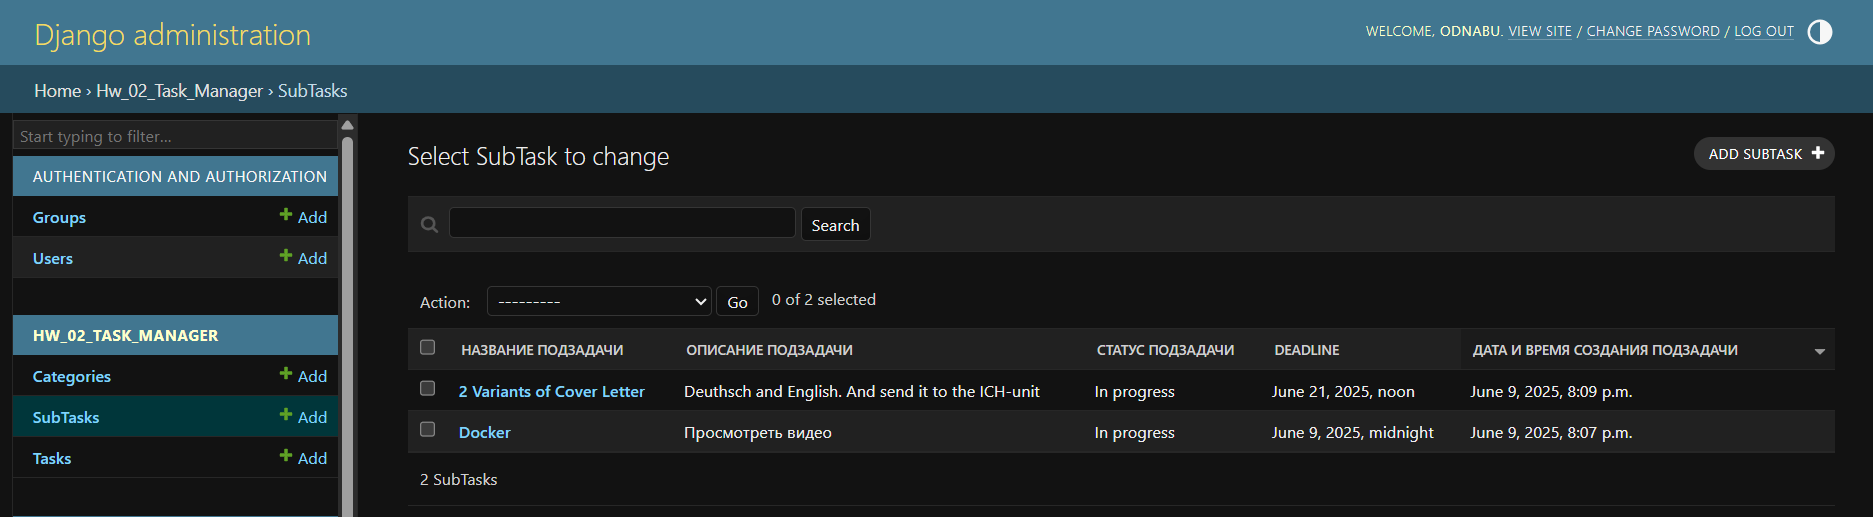 Django administration
WELCOME, ODNABU. VIEW SITE / CHANGE PASSWORD / LOG OUT
Home › Hw_02_Task_Manager › SubTasks
Start typing to filter...
AUTHENTICATION AND AUTHORIZATION
Groups Add
Users Add
HW_02_TASK_MANAGER
Categories Add
SubTasks Add
Tasks Add
Select SubTask to change
ADD SUBTASK
Search
Action: --------- Go 0 of 2 selected
НАЗВАНИЕ ПОДЗАДАЧИ ОПИСАНИЕ ПОДЗАДАЧИ СТАТУС ПОДЗАДАЧИ DEADLINE ДАТА И ВРЕМЯ СОЗДАНИЯ ПОДЗАДАЧИ
2 Variants of Cover Letter Deuthsch and English. And send it to the ICH-unit In progress June 21, 2025, noon June 9, 2025, 8:09 p.m.
Docker Просмотреть видео In progress June 9, 2025, midnight June 9, 2025, 8:07 p.m.
2 SubTasks